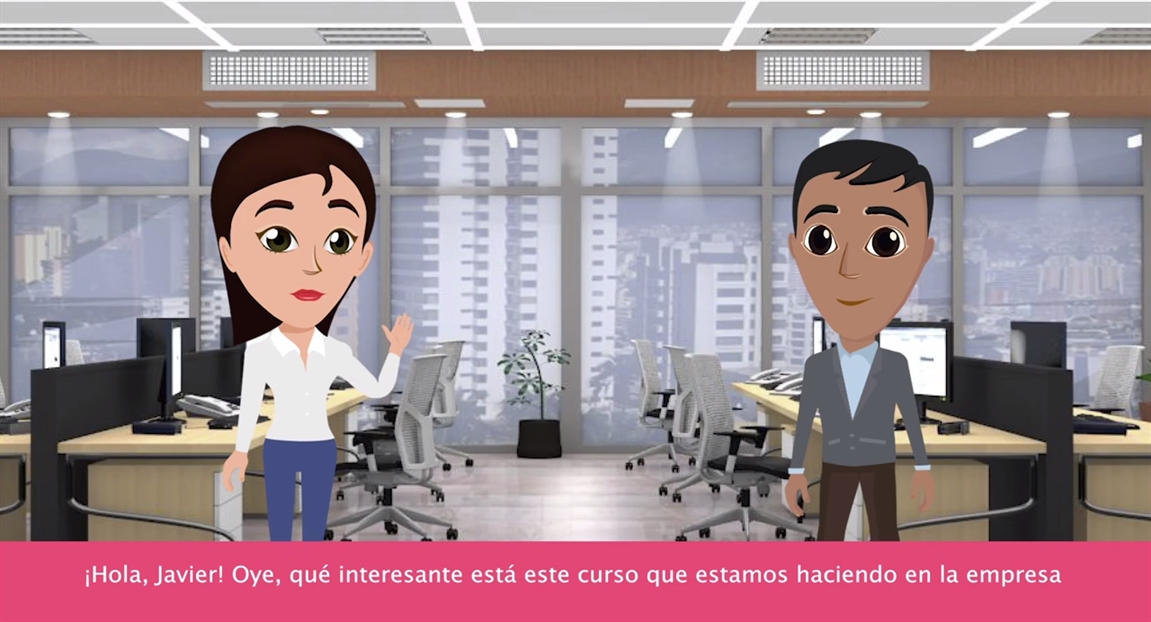 ¡Hola, Javier! Oye, qué interesante está este curso que estamos haciendo en la empresa